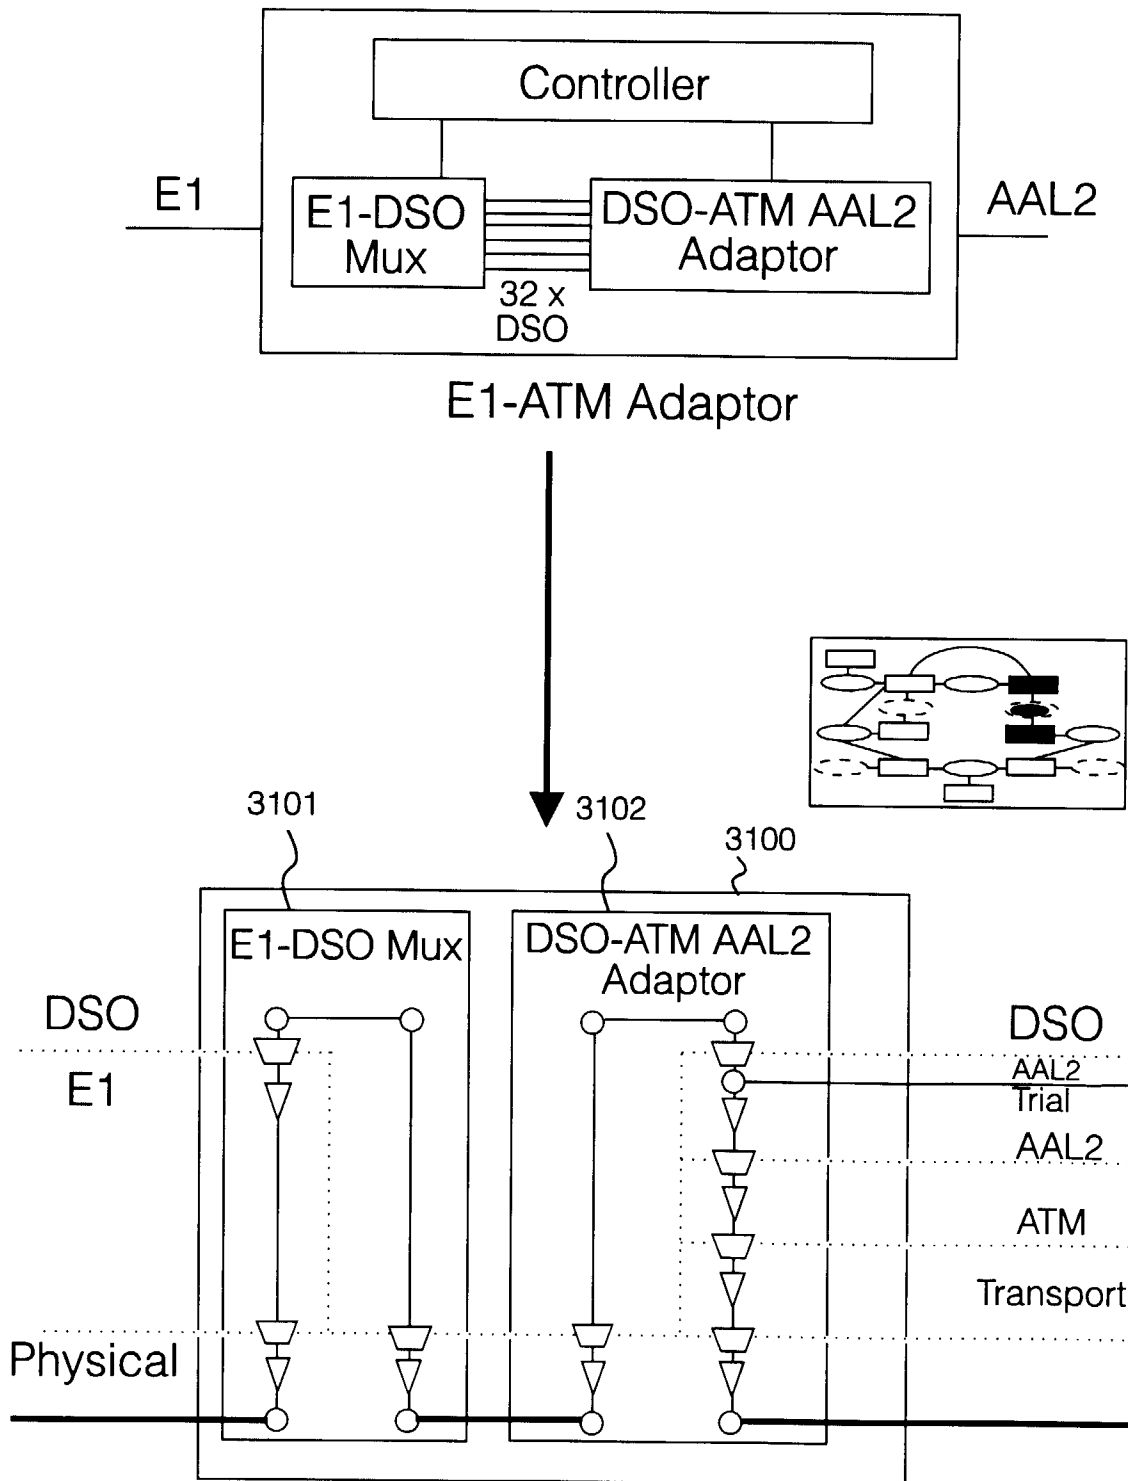 Controller
E1
E1-DSO
Mux
DSO-ATM AAL2
Adaptor
AAL2
32 x
DSO
E1-ATM Adaptor
3101
3102
3100
E1-DSO Mux
DSO-ATM AAL2
Adaptor
DSO
E1
Physical
DSO
AAL2
Trial
AAL2
ATM
Transport